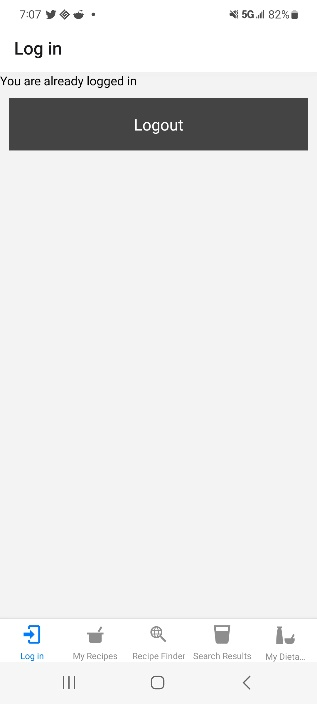 7:07
5G 82%
Log in
You are already logged in
Logout
Log in My Recipes Recipe Finder Search Results My Dieta...